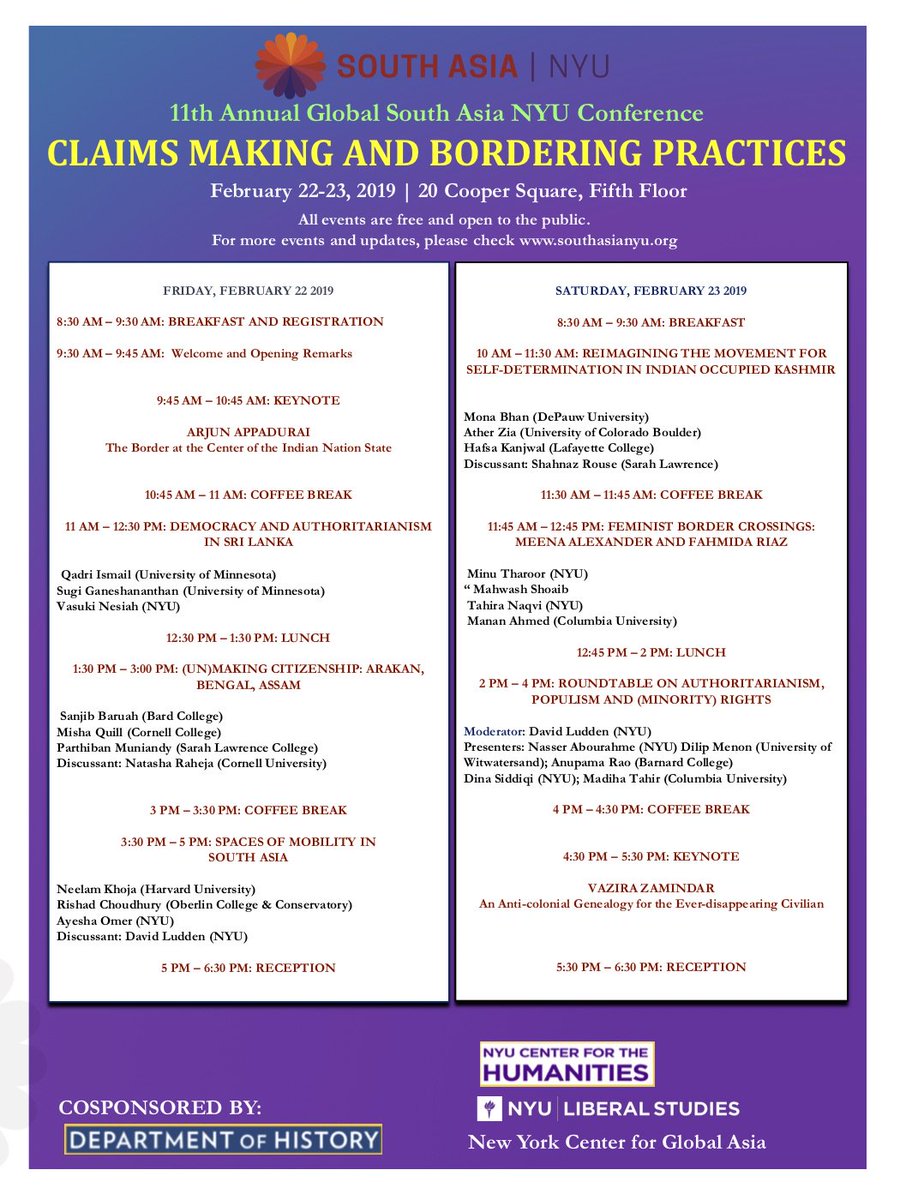 SOUTH ASIA | NYU
11th Annual Global South Asia NYU Conference
CLAIMS MAKING AND BORDERING PRACTICES
February 22-23, 2019 | 20 Cooper Square, Fifth Floor
All events are free and open to the public.
For more events and updates, please check www.southasianyu.org
FRIDAY, FEBRUARY 22 2019
8:30 AM – 9:30 AM: BREAKFAST AND REGISTRATION
9:30 AM – 9:45 AM: Welcome and Opening Remarks
9:45 AM – 10:45 AM: KEYNOTE
ARJUN APPADURAI
The Border at the Center of the Indian Nation State
10:45 AM – 11 AM: COFFEE BREAK
11 AM – 12:30 PM: DEMOCRACY AND AUTHORITARIANISM
IN SRI LANKA
Qadri Ismail (University of Minnesota)
Sugi Ganeshananthan (University of Minnesota)
Vasuki Nesiah (NYU)
12:30 PM – 1:30 PM: LUNCH
1:30 PM – 3:00 PM: (UN)MAKING CITIZENSHIP: ARAKAN,
BENGAL, ASSAM
Sanjib Baruah (Bard College)
Misha Quill (Cornell College)
Parthiban Muniandy (Sarah Lawrence College)
Discussant: Natasha Raheja (Cornell University)
3 PM – 3:30 PM: COFFEE BREAK
3:30 PM – 5 PM: SPACES OF MOBILITY IN
SOUTH ASIA
Neelam Khoja (Harvard University)
Rishad Choudhury (Oberlin College & Conservatory)
Ayesha Omer (NYU)
Discussant: David Ludden (NYU)
5 PM – 6:30 PM: RECEPTION
SATURDAY, FEBRUARY 23 2019
8:30 AM – 9:30 AM: BREAKFAST
10 AM – 11:30 AM: REIMAGINING THE MOVEMENT FOR
SELF-DETERMINATION IN INDIAN OCCUPIED KASHMIR
Mona Bhan (DePauw University)
Ather Zia (University of Colorado Boulder)
Hafsa Kanjwal (Lafayette College)
Discussant: Shahnaz Rouse (Sarah Lawrence)
11:30 AM – 11:45 AM: COFFEE BREAK
11:45 AM – 12:45 PM: FEMINIST BORDER CROSSINGS:
MEENA ALEXANDER AND FAHMIDA RIAZ
Minu Tharoor (NYU)
“ Mahwash Shoaib
Tahira Naqvi (NYU)
Manan Ahmed (Columbia University)
12:45 PM – 2 PM: LUNCH
2 PM – 4 PM: ROUNDTABLE ON AUTHORITARIANISM,
POPULISM AND (MINORITY) RIGHTS
Moderator: David Ludden (NYU)
Presenters: Nasser Abourahme (NYU) Dilip Menon (University of
Witwatersand); Anupama Rao (Barnard College)
Dina Siddiqi (NYU); Madiha Tahir (Columbia University)
4 PM – 4:30 PM: COFFEE BREAK
4:30 PM – 5:30 PM: KEYNOTE
VAZIRA ZAMINDAR
An Anti-colonial Genealogy for the Ever-disappearing Civilian
5:30 PM – 6:30 PM: RECEPTION
COSPONSORED BY:
DEPARTMENT OF HISTORY
NYU CENTER FOR THE
HUMANITIES
NYU | LIBERAL STUDIES
New York Center for Global Asia